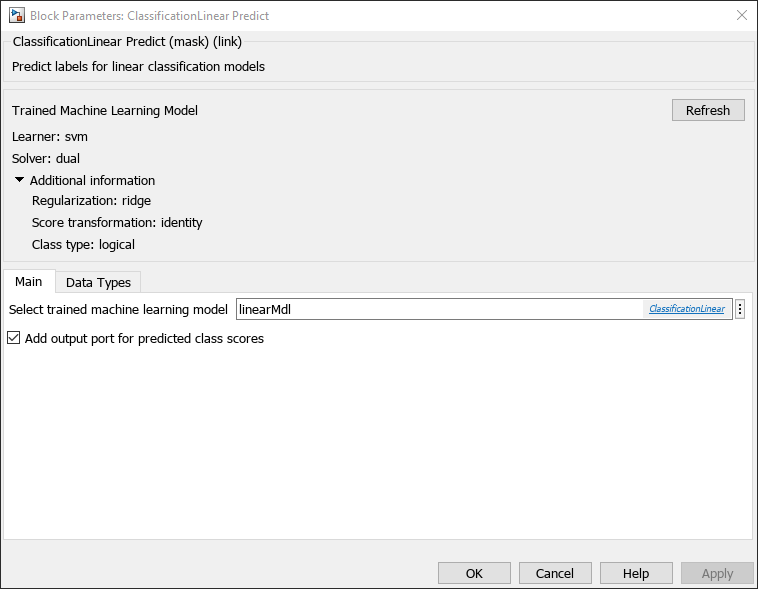 Block Parameters: ClassificationLinear Predict
ClassificationLinear Predict (mask) (link)
Predict labels for linear classification models
Trained Machine Learning Model
Refresh
Learner: svm
Solver: dual
Additional information
Regularization: ridge
Score transformation: identity
Class type: logical
Main Data Types
Select trained machine learning model linearMdl ClassificationLinear
Add output port for predicted class scores
OK Cancel Help Apply